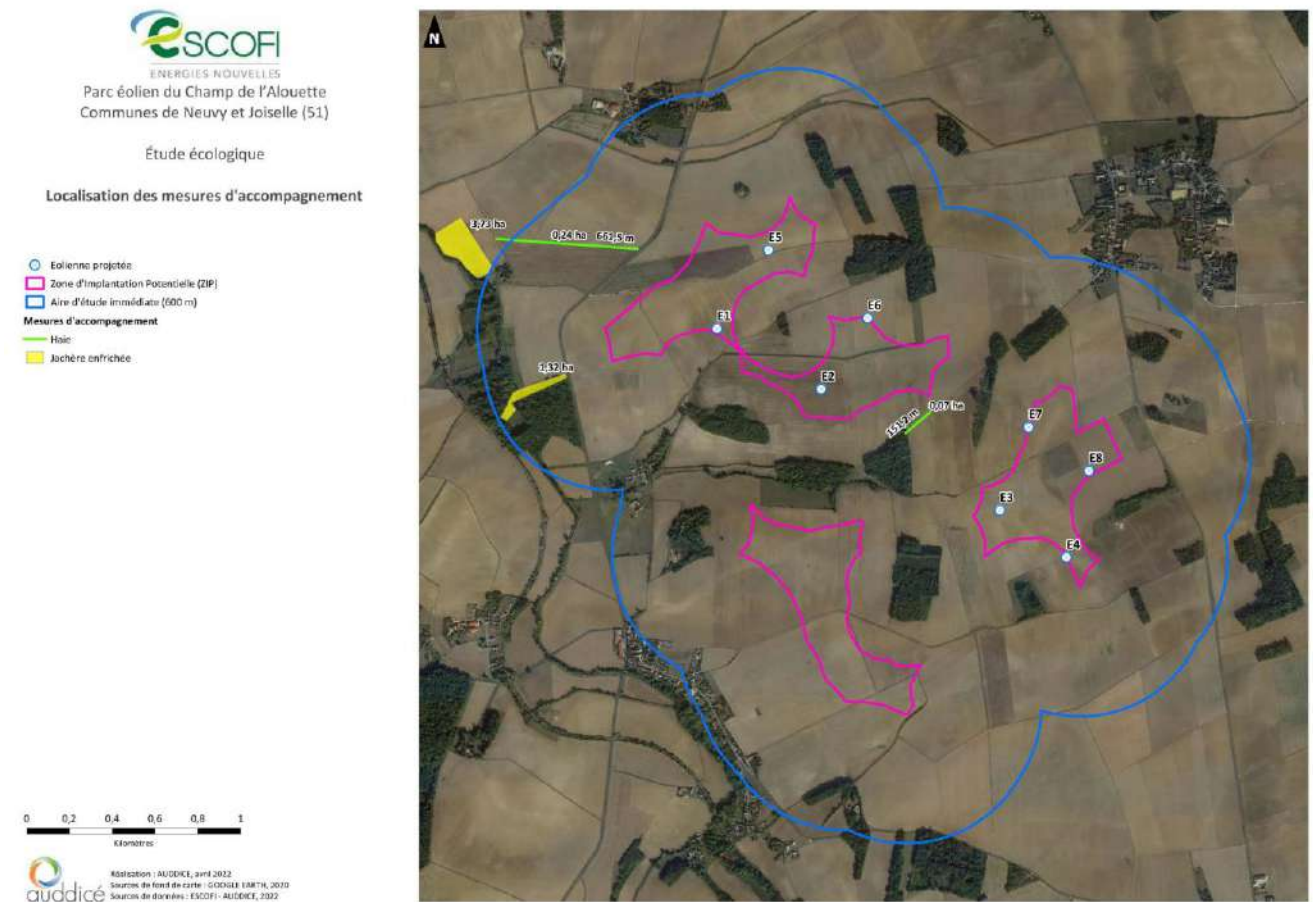 ESCOFI
ENERGIES NOUVELLES
Parc éolien du Champ de l'Alouette
Communes de Neuvy et Joiselle (51)
Étude écologique
Localisation des mesures d'accompagnement
Eolienne projetée
Zone d'Implantation Potentielle (ZIP)
Aire d'étude immédiate (600 m)
Mesures d'accompagnement
Haie
Jachère enfrichée
0 0,2 0,4 0,6 0,8 1
Kilomètres
auddicé
Réalisation : AUDDICE, avril 2022
Sources de fond de carte : GOOGLE EARTH, 2020
Sources de données : ESCOFI - AUDDICE, 2022
N
3,73 ha
0,24 ha 661,5 m
E5
E6
E1
1,32 ha
E2
151,2 m 0,07 ha
E7
E8
E3
E4